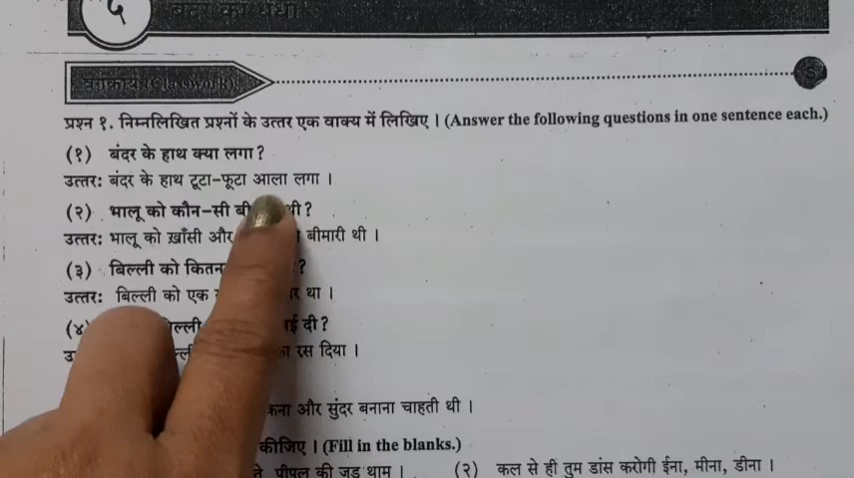 ५ बंदर का धंधा
वर्गकार्य (Classwork)
प्रश्न १. निम्नलिखित प्रश्नों के उत्तर एक वाक्य में लिखिए । (Answer the following questions in one sentence each.)
(१) बंदर के हाथ क्या लगा ?
उत्तर: बंदर के हाथ टूटा-फूटा आला लगा ।
(२) भालू को कौन-सी थी ?
उत्तर: भालू को ख़ाँसी और बीमारी थी ।
(३) बिल्ली को ?
उत्तर: बिल्ली को एक था ।
(४) दी ?
रस दिया ।
और सुंदर बनाना चाहती थी ।
कीजिए । (Fill in the blanks.)
ने पीपल की जड़ थाम । (२) कल से ही तुम डांस करोगी ईना, मीना, डीना ।